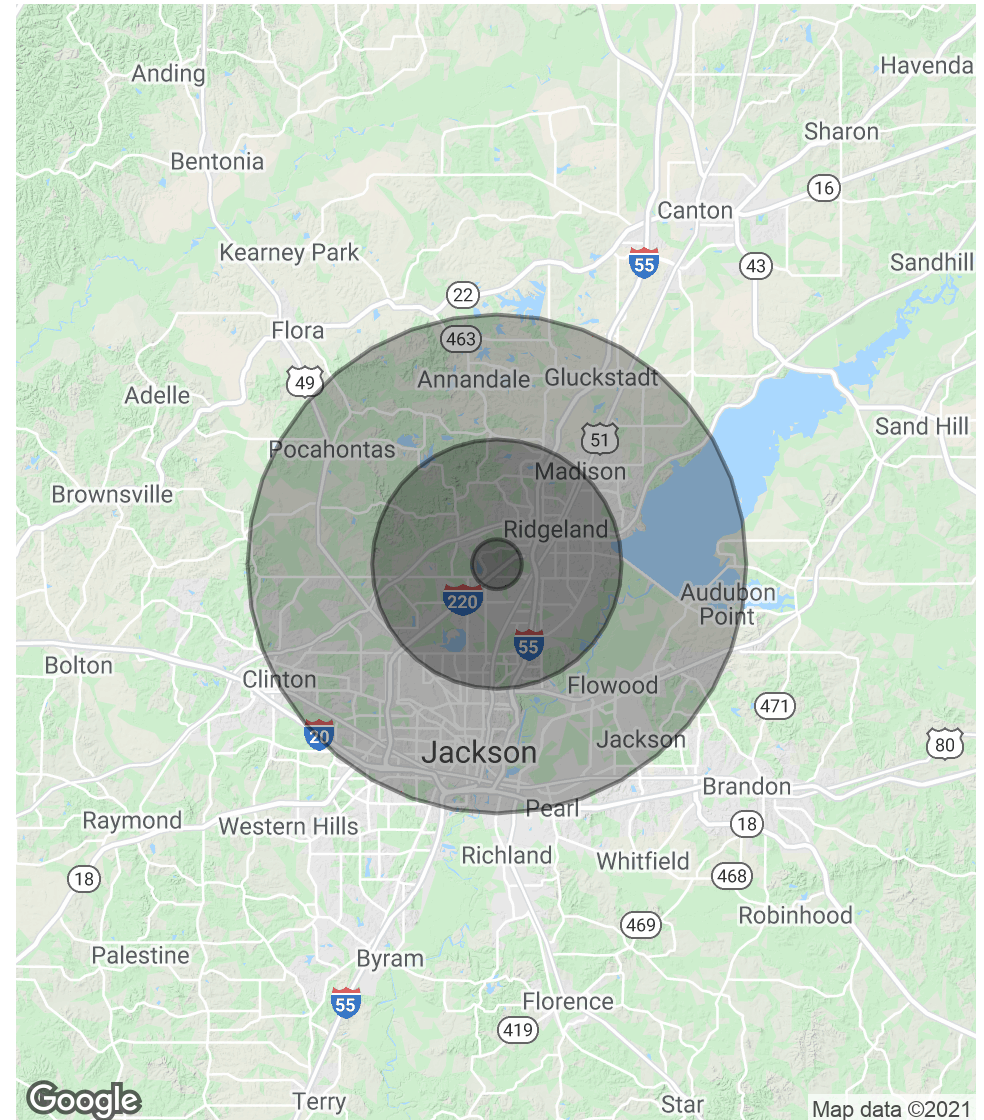 Anding
Havenda
Sharon
Bentonia
16
Canton
Kearney Park
55
43
Sandhill
22
Flora
463
49
Annandale
Gluckstadt
Adelle
51
Sand Hill
Pocahontas
Madison
Brownsville
Ridgeland
220
Audubon
Point
55
Bolton
Clinton
Flowood
471
20
Jackson
Jackson
80
Brandon
Pearl
Raymond
Western Hills
18
Richland
Whitfield
18
468
Robinhood
469
Palestine
Byram
55
Florence
419
Google
Terry
Star
Map data ©2021